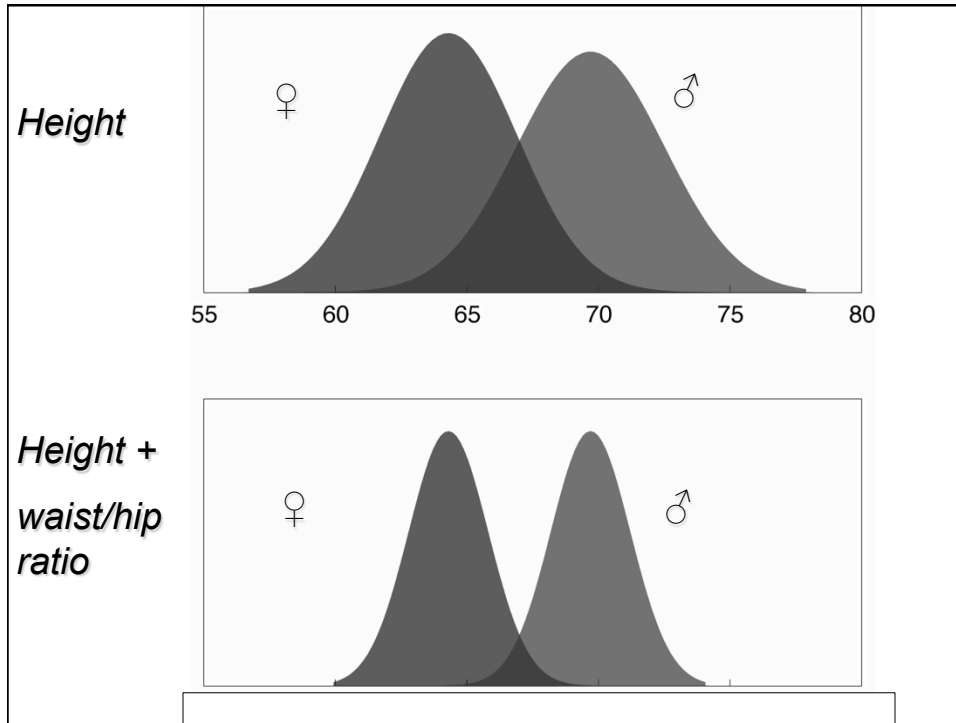 Height
♀
♂
55 60 65 70 75 80
Height +
waist/hip
ratio
♀
♂